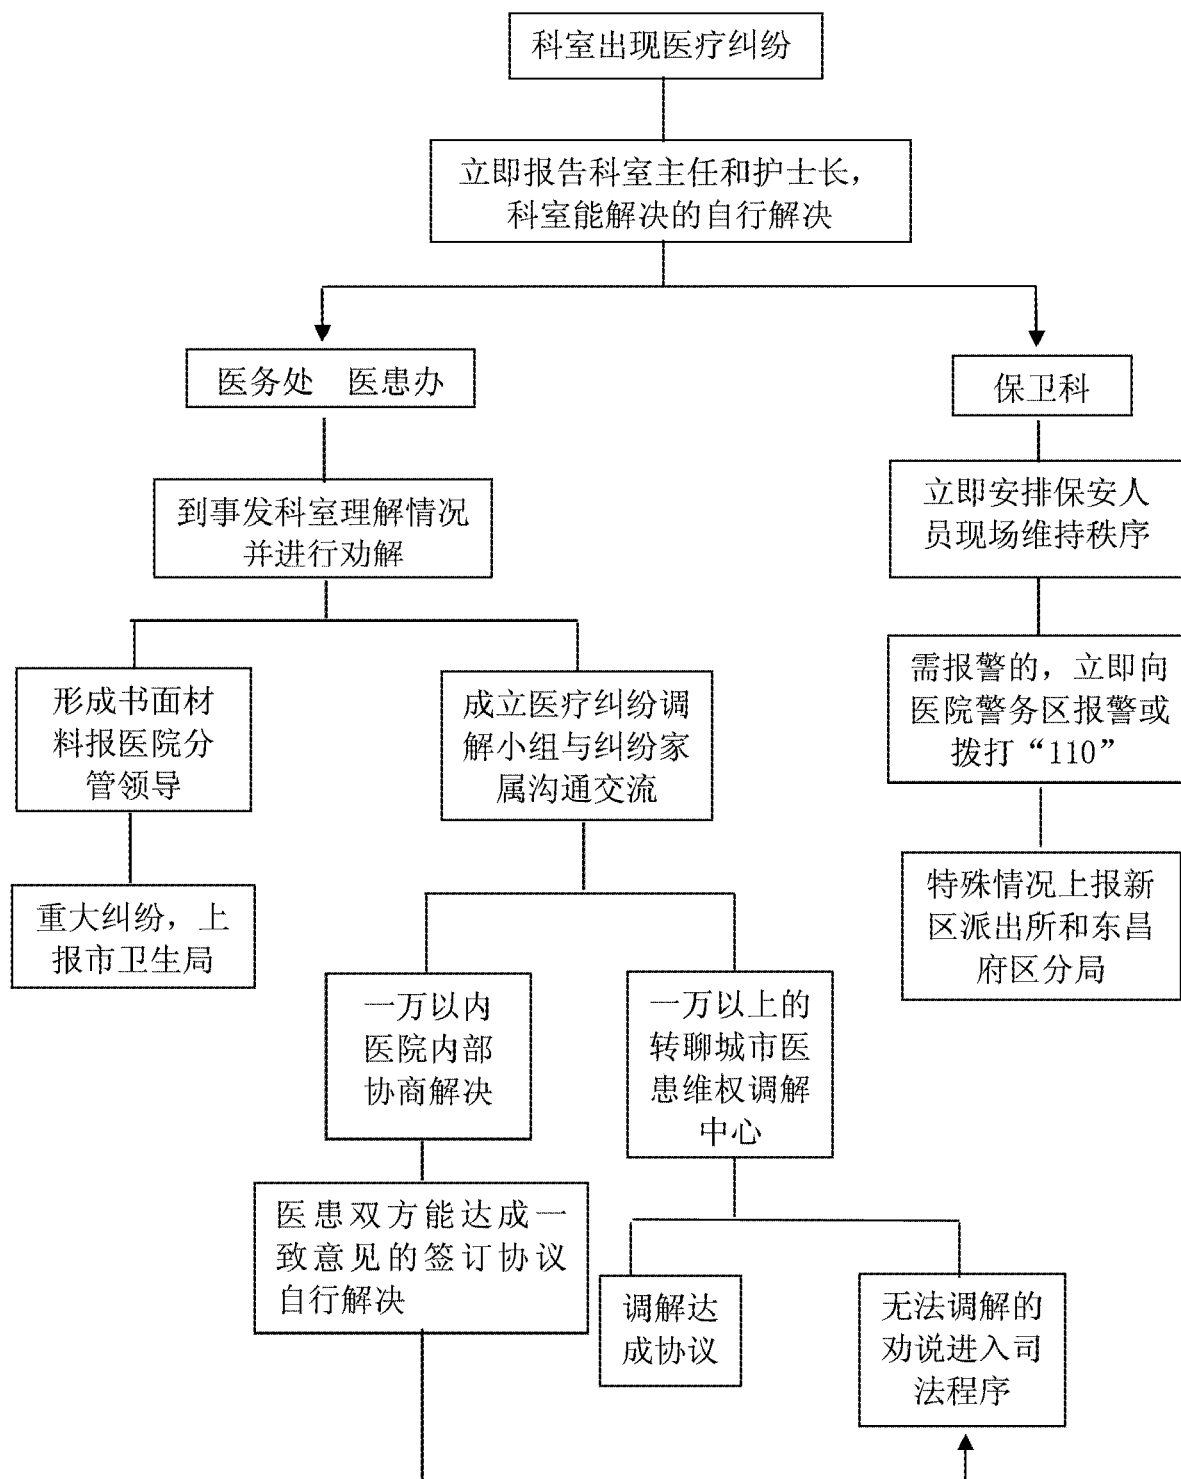 科室出现医疗纠纷
立即报告科室主任和护士长，
科室能解决的自行解决
医务处　医患办
保卫科
到事发科室理解情况
并进行劝解
立即安排保安人
员现场维持秩序
形成书面材
料报医院分
管领导
成立医疗纠纷调
解小组与纠纷家
属沟通交流
需报警的，立即向
医院警务区报警或
拨打“110”
重大纠纷，上
报市卫生局
特殊情况上报新
区派出所和东昌
府区分局
一万以内
医院内部
协商解决
一万以上的
转聊城市医
患维权调解
中心
医患双方能达成一
致意见的签订协议
自行解决
调解达
成协议
无法调解的
劝说进入司
法程序